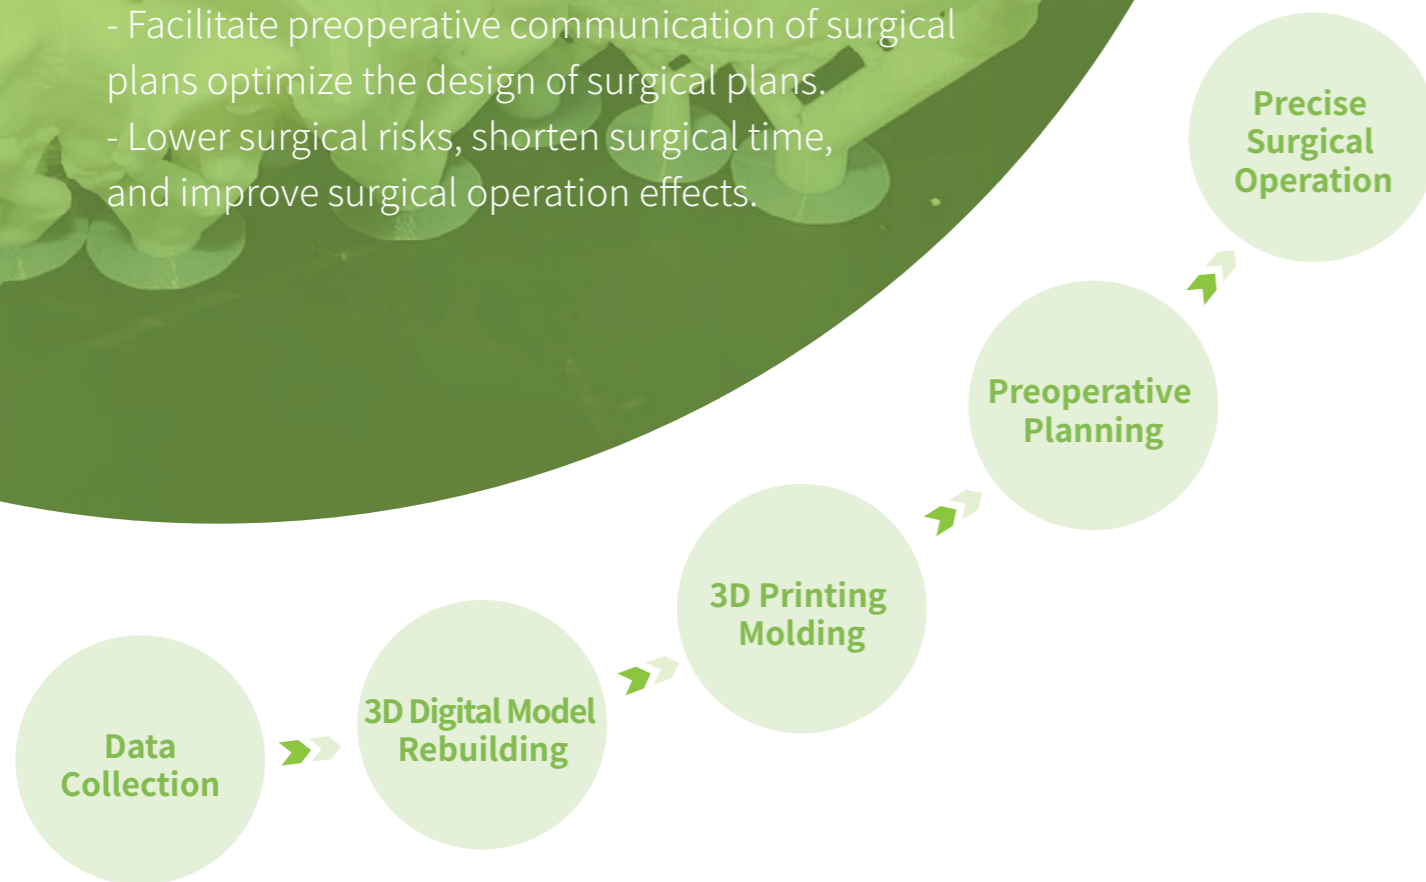 - Facilitate preoperative communication of surgical
plans optimize the design of surgical plans.
- Lower surgical risks, shorten surgical time,
and improve surgical operation effects.
Precise
Surgical
Operation
Preoperative
Planning
3D Printing
Molding
3D Digital Model
Rebuilding
Data
Collection